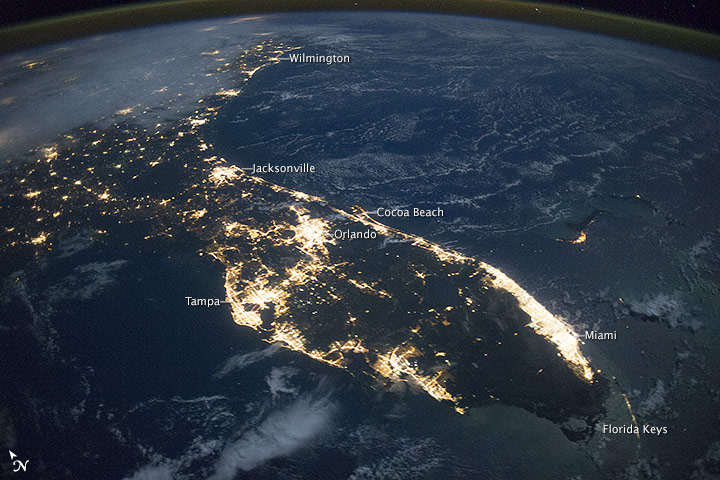 Wilmington
Jacksonville
Cocoa Beach
Orlando
Tampa
Miami
Florida Keys
N